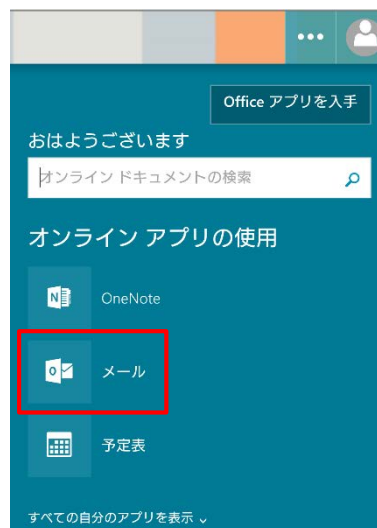 Office アプリを入手
おはようございます
オンライン ドキュメントの検索
オンライン アプリの使用
N
OneNote
o
メール
予定表
すべての自分のアプリを表示